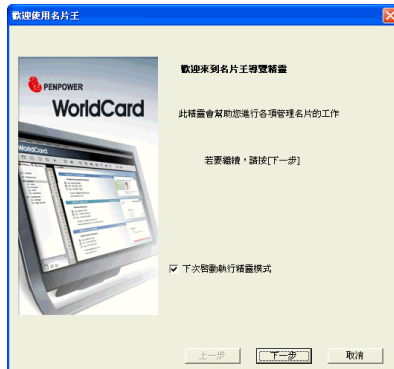 歡迎使用名片王
PENPOWER
WorldCard
WorldCard
歡迎來到名片王導覽精靈
此精靈會幫助您進行各項管理名片的工作
若要繼續，請按[下一步]
下次啓動執行精靈模式
上一步
下一步
取消